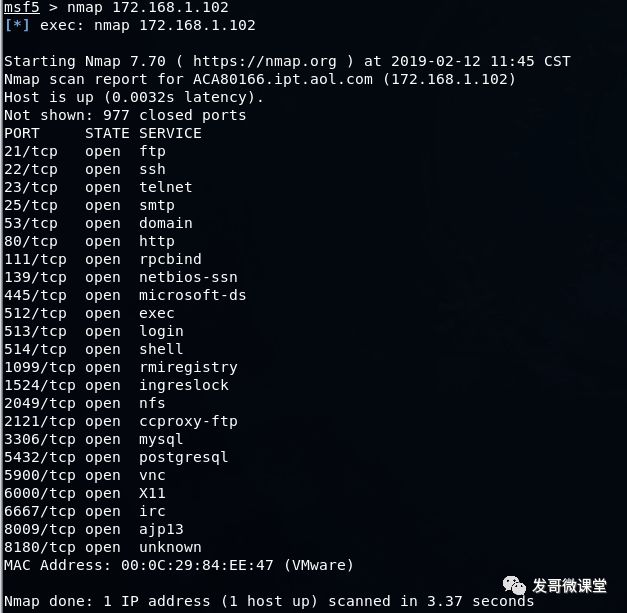 msf5 > nmap 172.168.1.102
[*] exec: nmap 172.168.1.102
Starting Nmap 7.70 ( https://nmap.org ) at 2019-02-12 11:45 CST
Nmap scan report for ACA80166.ipt.aol.com (172.168.1.102)
Host is up (0.0032s latency).
Not shown: 977 closed ports
PORT     STATE SERVICE
21/tcp   open  ftp
22/tcp   open  ssh
23/tcp   open  telnet
25/tcp   open  smtp
53/tcp   open  domain
80/tcp   open  http
111/tcp  open  rpcbind
139/tcp  open  netbios-ssn
445/tcp  open  microsoft-ds
512/tcp  open  exec
513/tcp  open  login
514/tcp  open  shell
1099/tcp open  rmiregistry
1524/tcp open  ingreslock
2049/tcp open  nfs
2121/tcp open  ccproxy-ftp
3306/tcp open  mysql
5432/tcp open  postgresql
5900/tcp open  vnc
6000/tcp open  X11
6667/tcp open  irc
8009/tcp open  ajp13
8180/tcp open  unknown
MAC Address: 00:0C:29:84:EE:47 (VMware)
发哥微课堂
Nmap done: 1 IP address (1 host up) scanned in 3.37 seconds